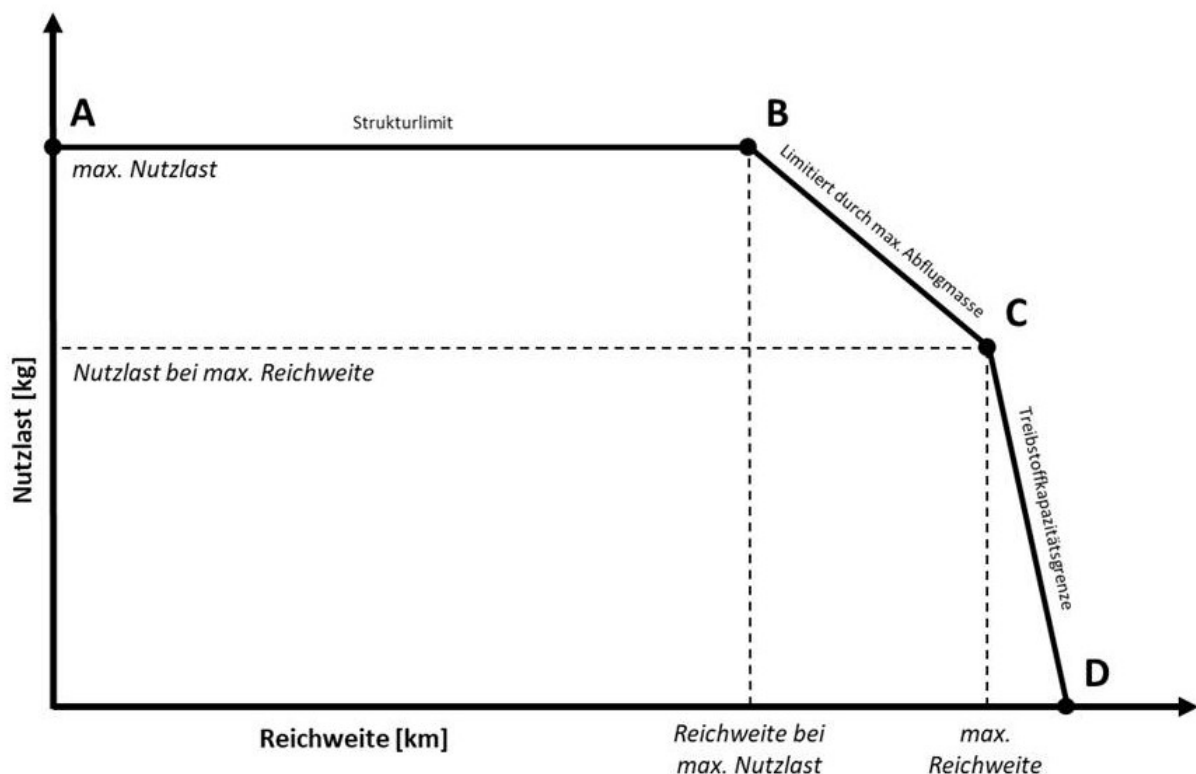 A
Strukturlimit
B
max. Nutzlast
Limitiert durch max. Abflugmasse
C
Nutzlast bei max. Reichweite
Nutzlast [kg]
Treibstoffkapazitätsgrenze
D
Reichweite [km]
Reichweite bei
max. Nutzlast
max.
Reichweite